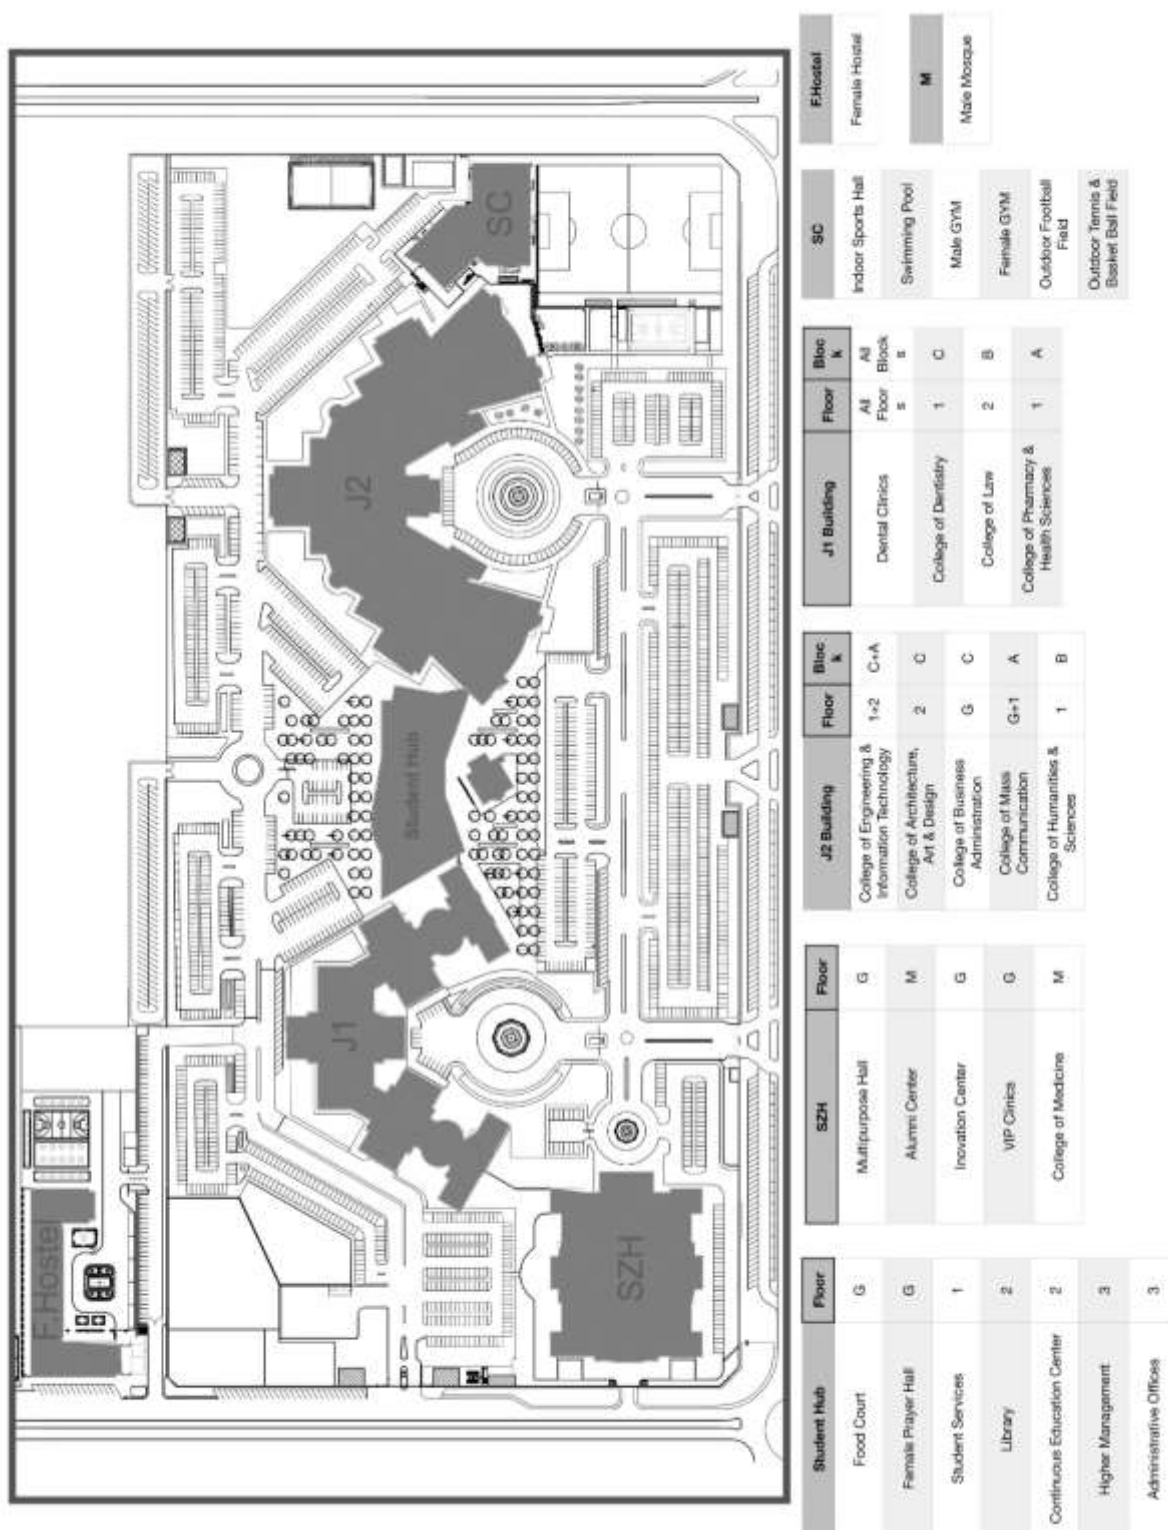 F.Hostel
SZH
J1
Student Hub
J2
SC
Student Hub Floor
Food Court G
Female Prayer Hall G
Student Services 1
Library 2
Continuous Education Center 2
Higher Management 3
Administrative Offices 3
SZH Floor
Multipurpose Hall G
Alumni Center M
Inovation Center G
VIP Clinics G
College of Medicine M
J2 Building Floor Bloc
k
College of Engineering &
Information Technology 1+2 C+A
College of Architecture,
Art & Design 2 C
College of Business
Administration G C
College of Mass
Communication G+1 A
College of Humanities &
Sciences 1 B
J1 Building Floor Bloc
k
Dental Clinics All
Floor
s All
Block
s
College of Dentistry 1 C
College of Law 2 B
College of Pharmacy &
Health Sciences 1 A
SC
Indoor Sports Hall
Swimming Pool
Male GYM
Female GYM
Outdoor Football
Field
Outdoor Tennis &
Basket Ball Field
F.Hostel
Female Hostel
M
Male Mosque